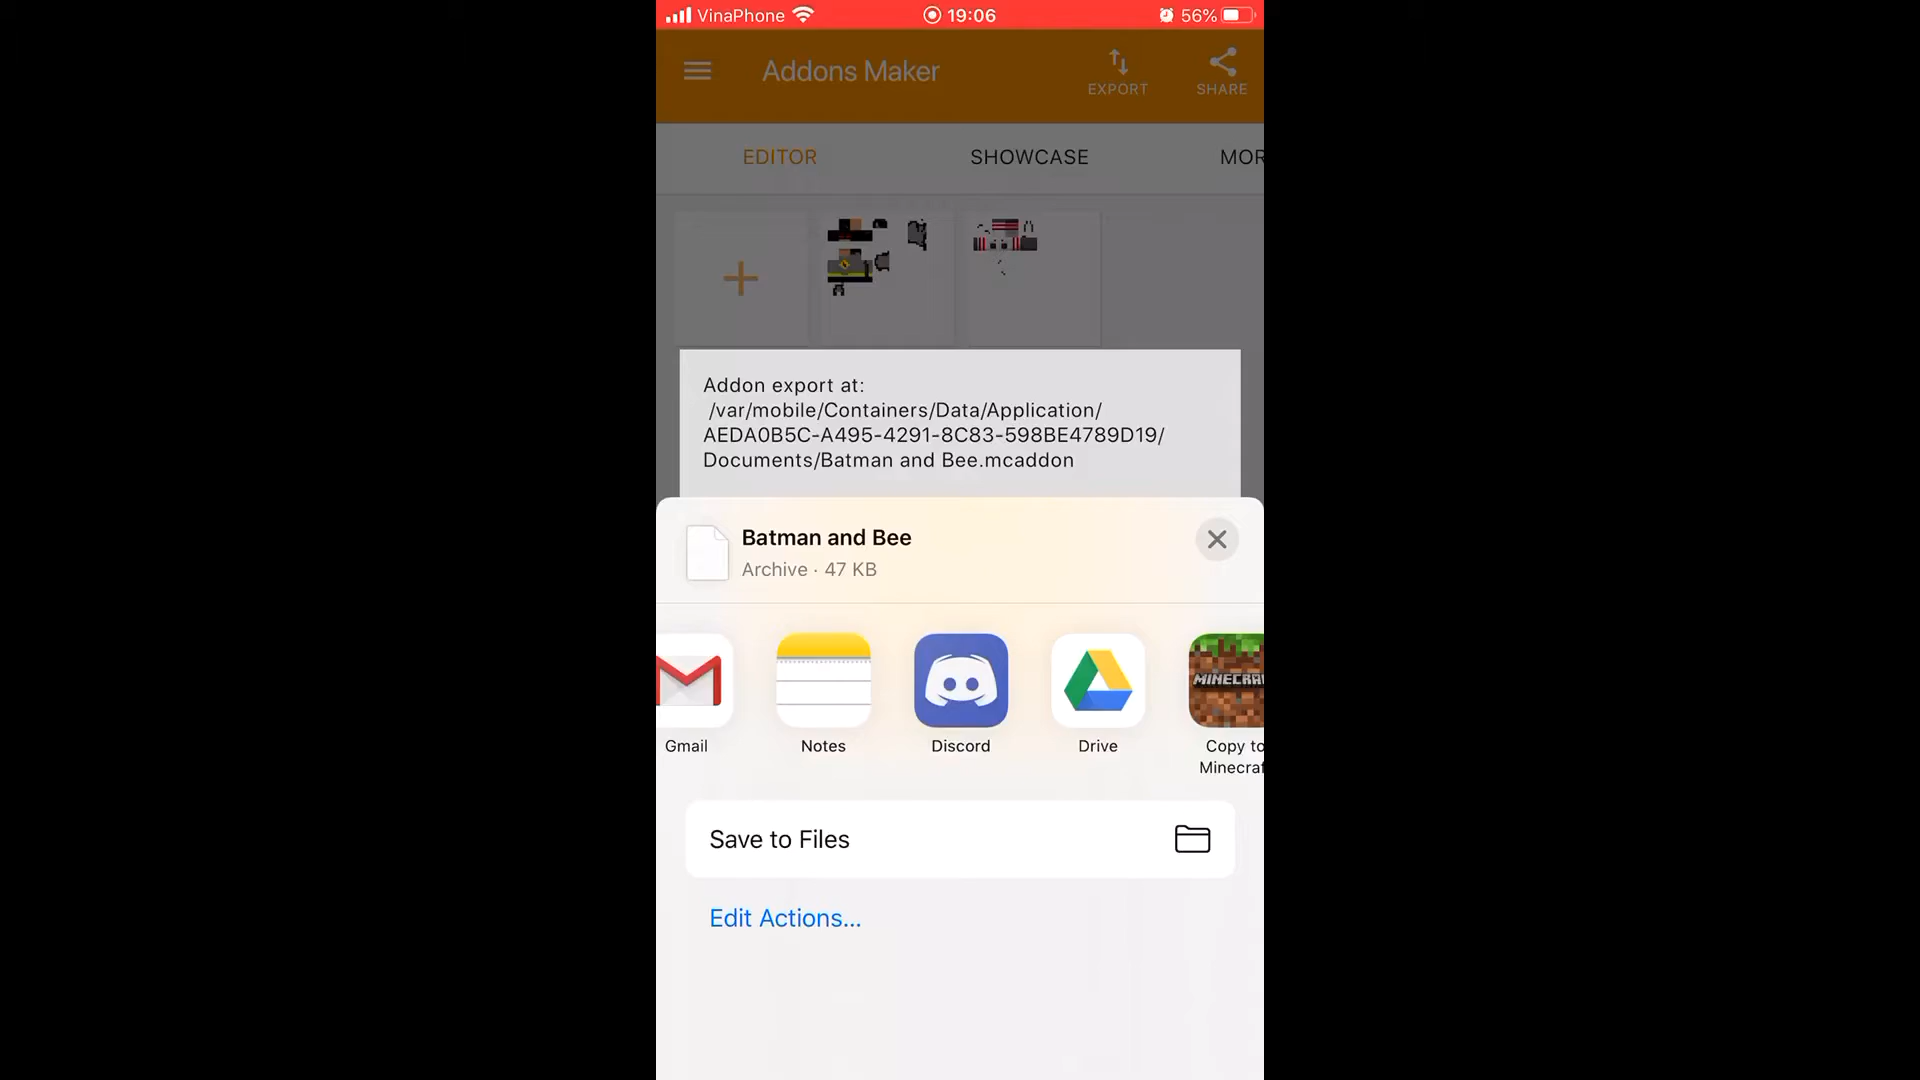 VinaPhone 19:06 56%
Addons Maker
EXPORT
SHARE
EDITOR SHOWCASE MOR
Addon export at:
/var/mobile/Containers/Data/Application/
AEDA0B5C-A495-4291-8C83-598BE4789D19/
Documents/Batman and Bee.mcaddon
Batman and Bee
Archive · 47 KB
MINECRA
Gmail Notes Discord Drive Copy to
Minecraf
Save to Files
Edit Actions...